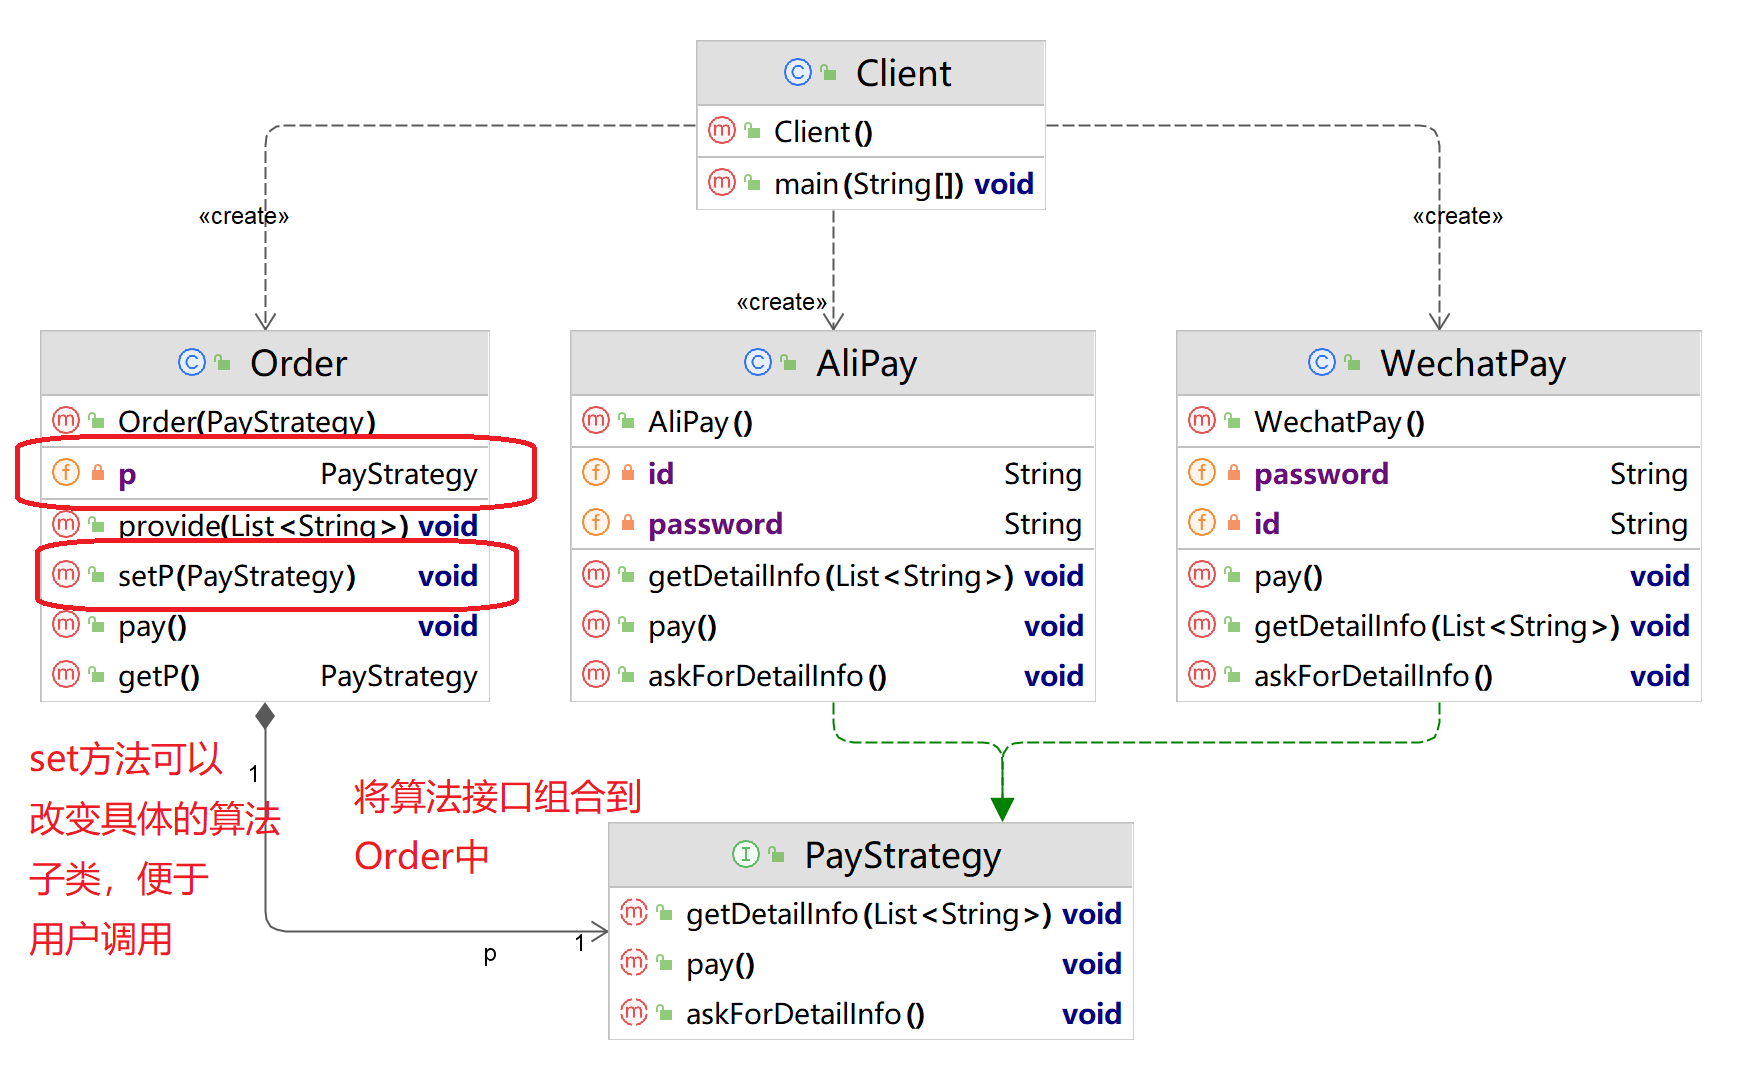 Client
Client()
main(String[]) void
«create»
«create»
«create»
Order
Order(PayStrategy)
p PayStrategy
provide(List<String>) void
setP(PayStrategy) void
pay() void
getP() PayStrategy
AliPay
AliPay()
id String
password String
getDetailInfo(List<String>) void
pay() void
askForDetailInfo() void
WechatPay
WechatPay()
password String
id String
pay() void
getDetailInfo(List<String>) void
askForDetailInfo() void
set方法可以
改变具体的算法
子类，便于
用户调用
1
将算法接口组合到
Order中
p
1
PayStrategy
getDetailInfo(List<String>) void
pay() void
askForDetailInfo() void